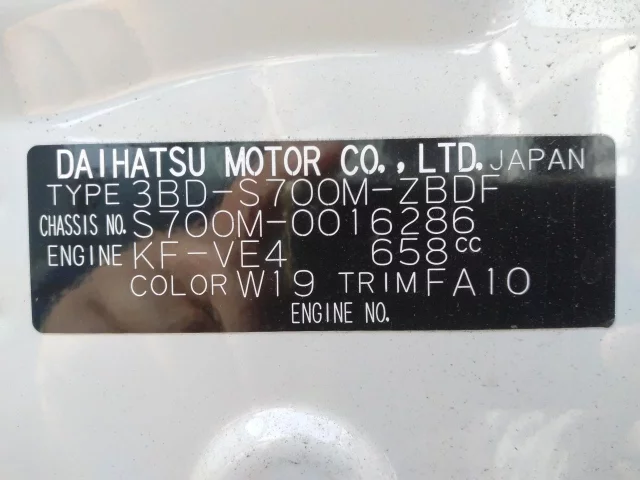 DAIHATSU MOTOR CO., LTD. JAPAN
TYPE 3BD-S700M-ZBDF
CHASSIS NO. S700M-0016286
ENGINE KF-VE4 658CC
COLOR W19 TRIM FA10
ENGINE NO.